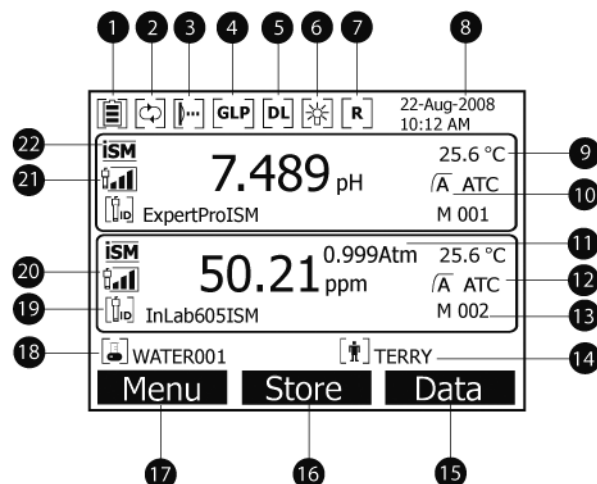 1 2 3 4 5 6 7 8
GLP DL R 22-Aug-2008
10:12 AM
22 iSM 7.489 pH 25.6 °C 9
21 A ATC 10
ID ExpertProISM M 001
iSM 50.21 ppm 0.999Atm 25.6 °C 11
20 A ATC 12
19 ID InLab605ISM M 002 13
18 WATER001 TERRY 14
Menu Store Data
17 16 15